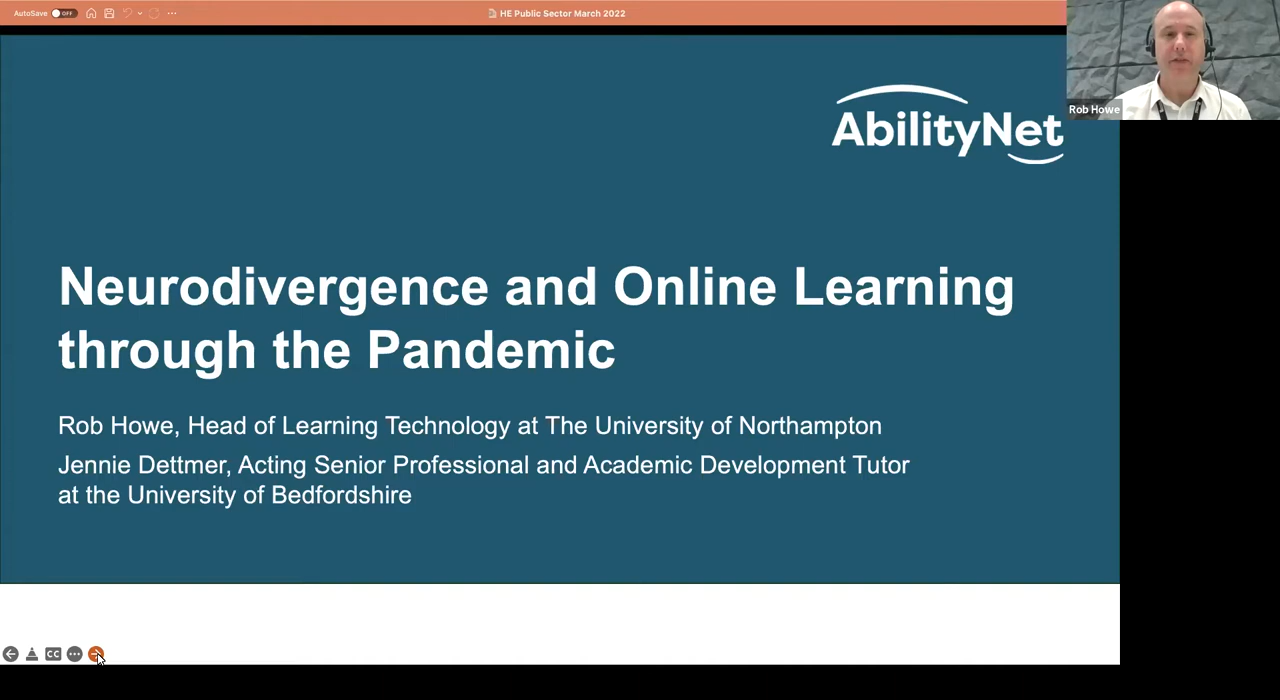 AutoSave OFF
HE Public Sector March 2022
Rob Howe
AbilityNet
Neurodivergence and Online Learning
through the Pandemic
Rob Howe, Head of Learning Technology at The University of Northampton
Jennie Dettmer, Acting Senior Professional and Academic Development Tutor
at the University of Bedfordshire
CC